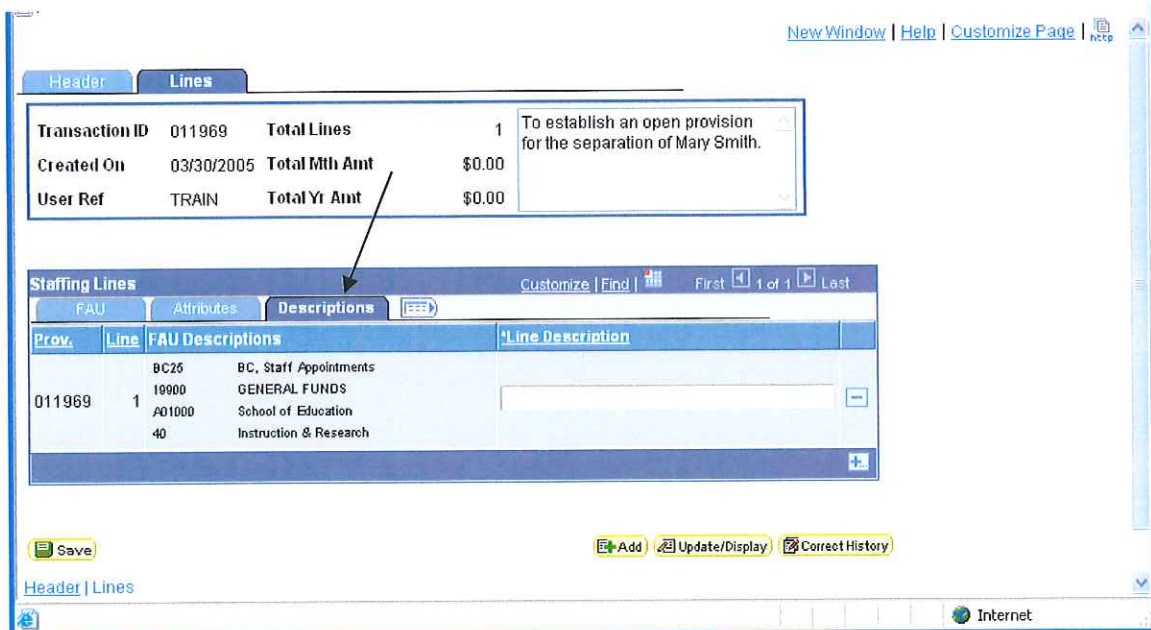 New Window | Help | Customize Page | http
Header Lines
Transaction ID 011969 Total Lines 1 To establish an open provision
for the separation of Mary Smith.
Created On 03/30/2005 Total Mth Amt $0.00
User Ref TRAIN Total Yr Amt $0.00
Staffing Lines Customize | Find | First 1 of 1 Last
FAU Attributes Descriptions
Prov. Line FAU Descriptions *Line Description
BC25 BC, Staff Appointments
19900 GENERAL FUNDS
011969 1 A01000 School of Education
40 Instruction & Research
Save Add Update/Display Correct History
Header | Lines
Internet